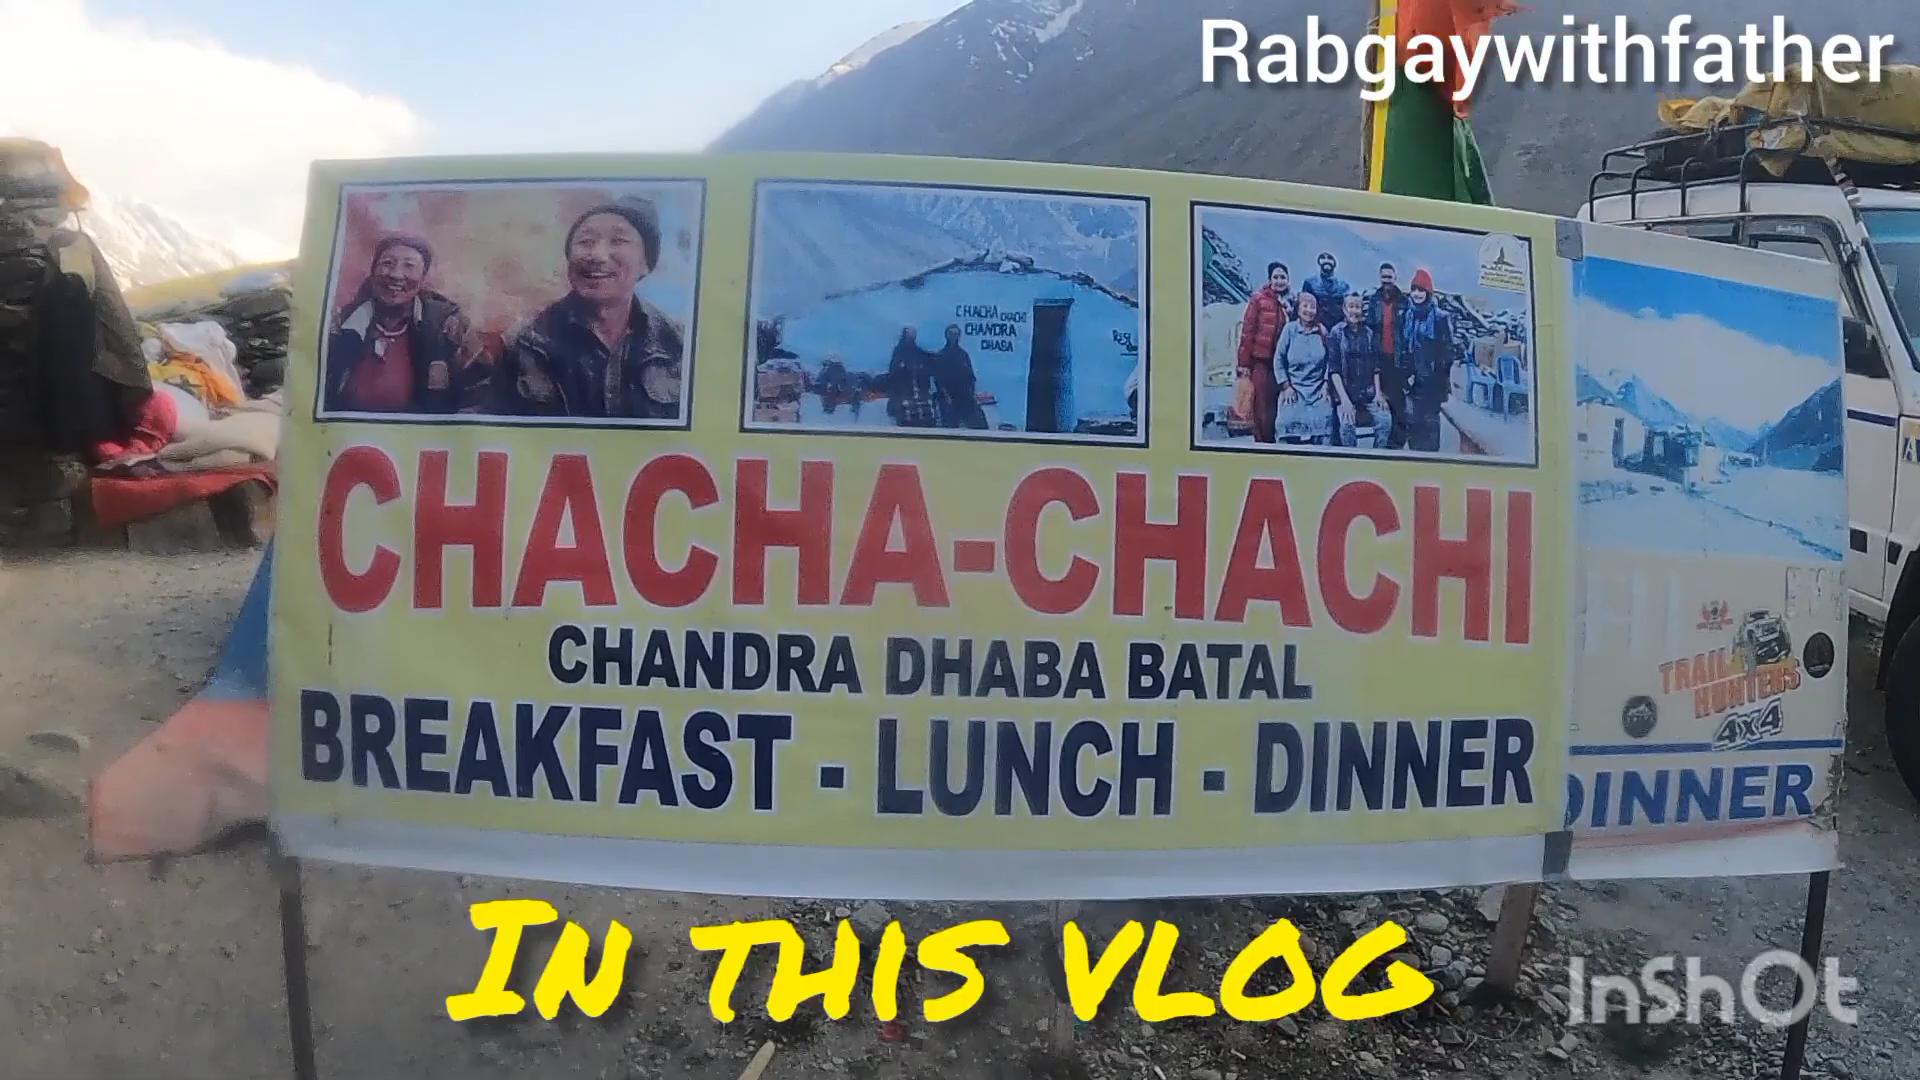 Rabgaywithfather
CHACHA CHACHI
CHANDRA
DHABA
CHACHA-CHACHI
CHANDRA DHABA BATAL
BREAKFAST - LUNCH - DINNER
TRAIL
HUNTERS
4x4
DINNER
In this vlog
InShOt